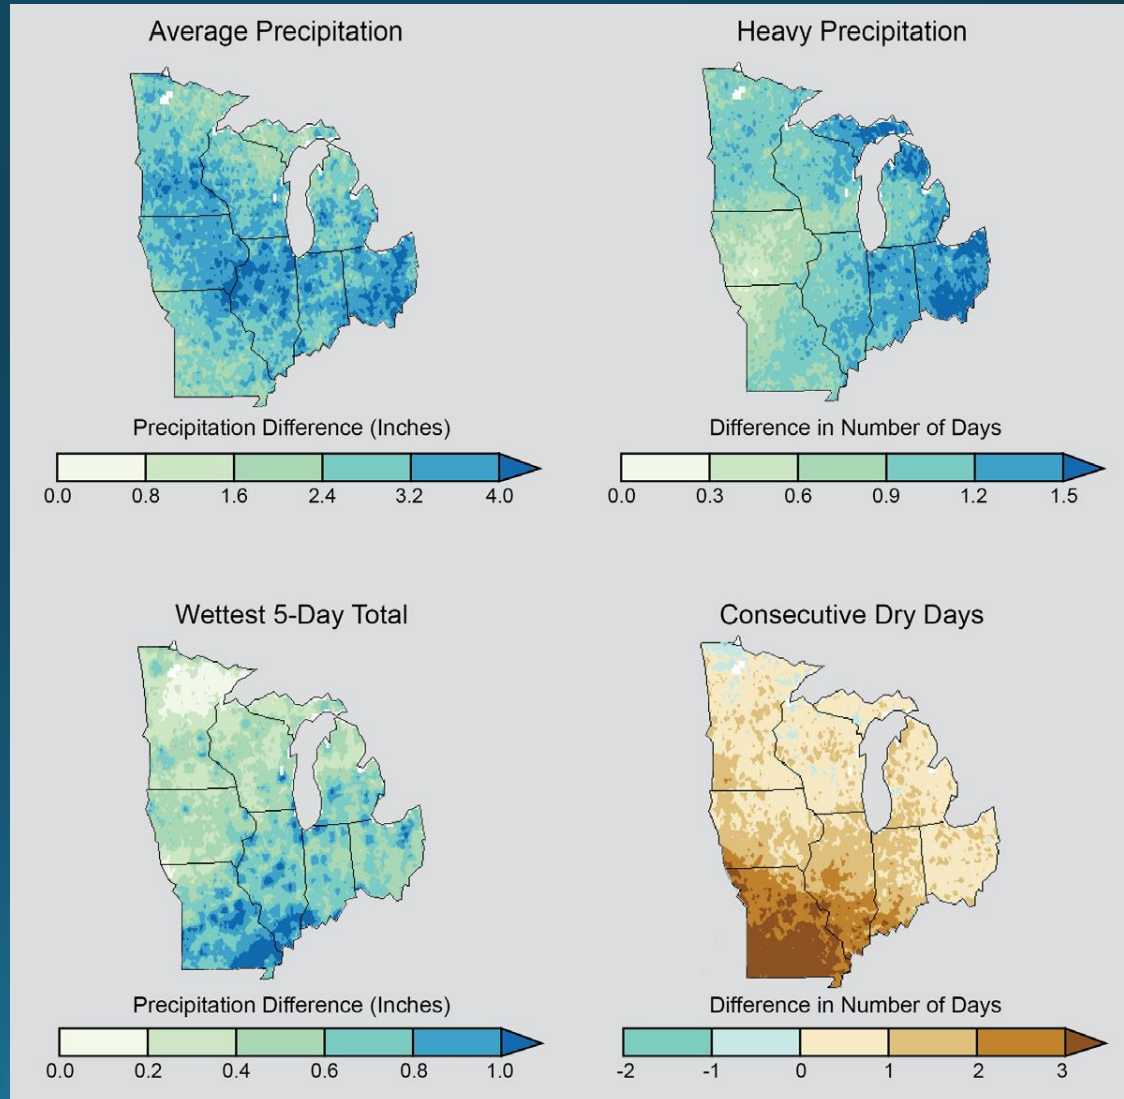 Average Precipitation
Heavy Precipitation
Precipitation Difference (Inches)
0.0 0.8 1.6 2.4 3.2 4.0
Difference in Number of Days
0.0 0.3 0.6 0.9 1.2 1.5
Wettest 5-Day Total
Consecutive Dry Days
Precipitation Difference (Inches)
0.0 0.2 0.4 0.6 0.8 1.0
Difference in Number of Days
-2 -1 0 1 2 3